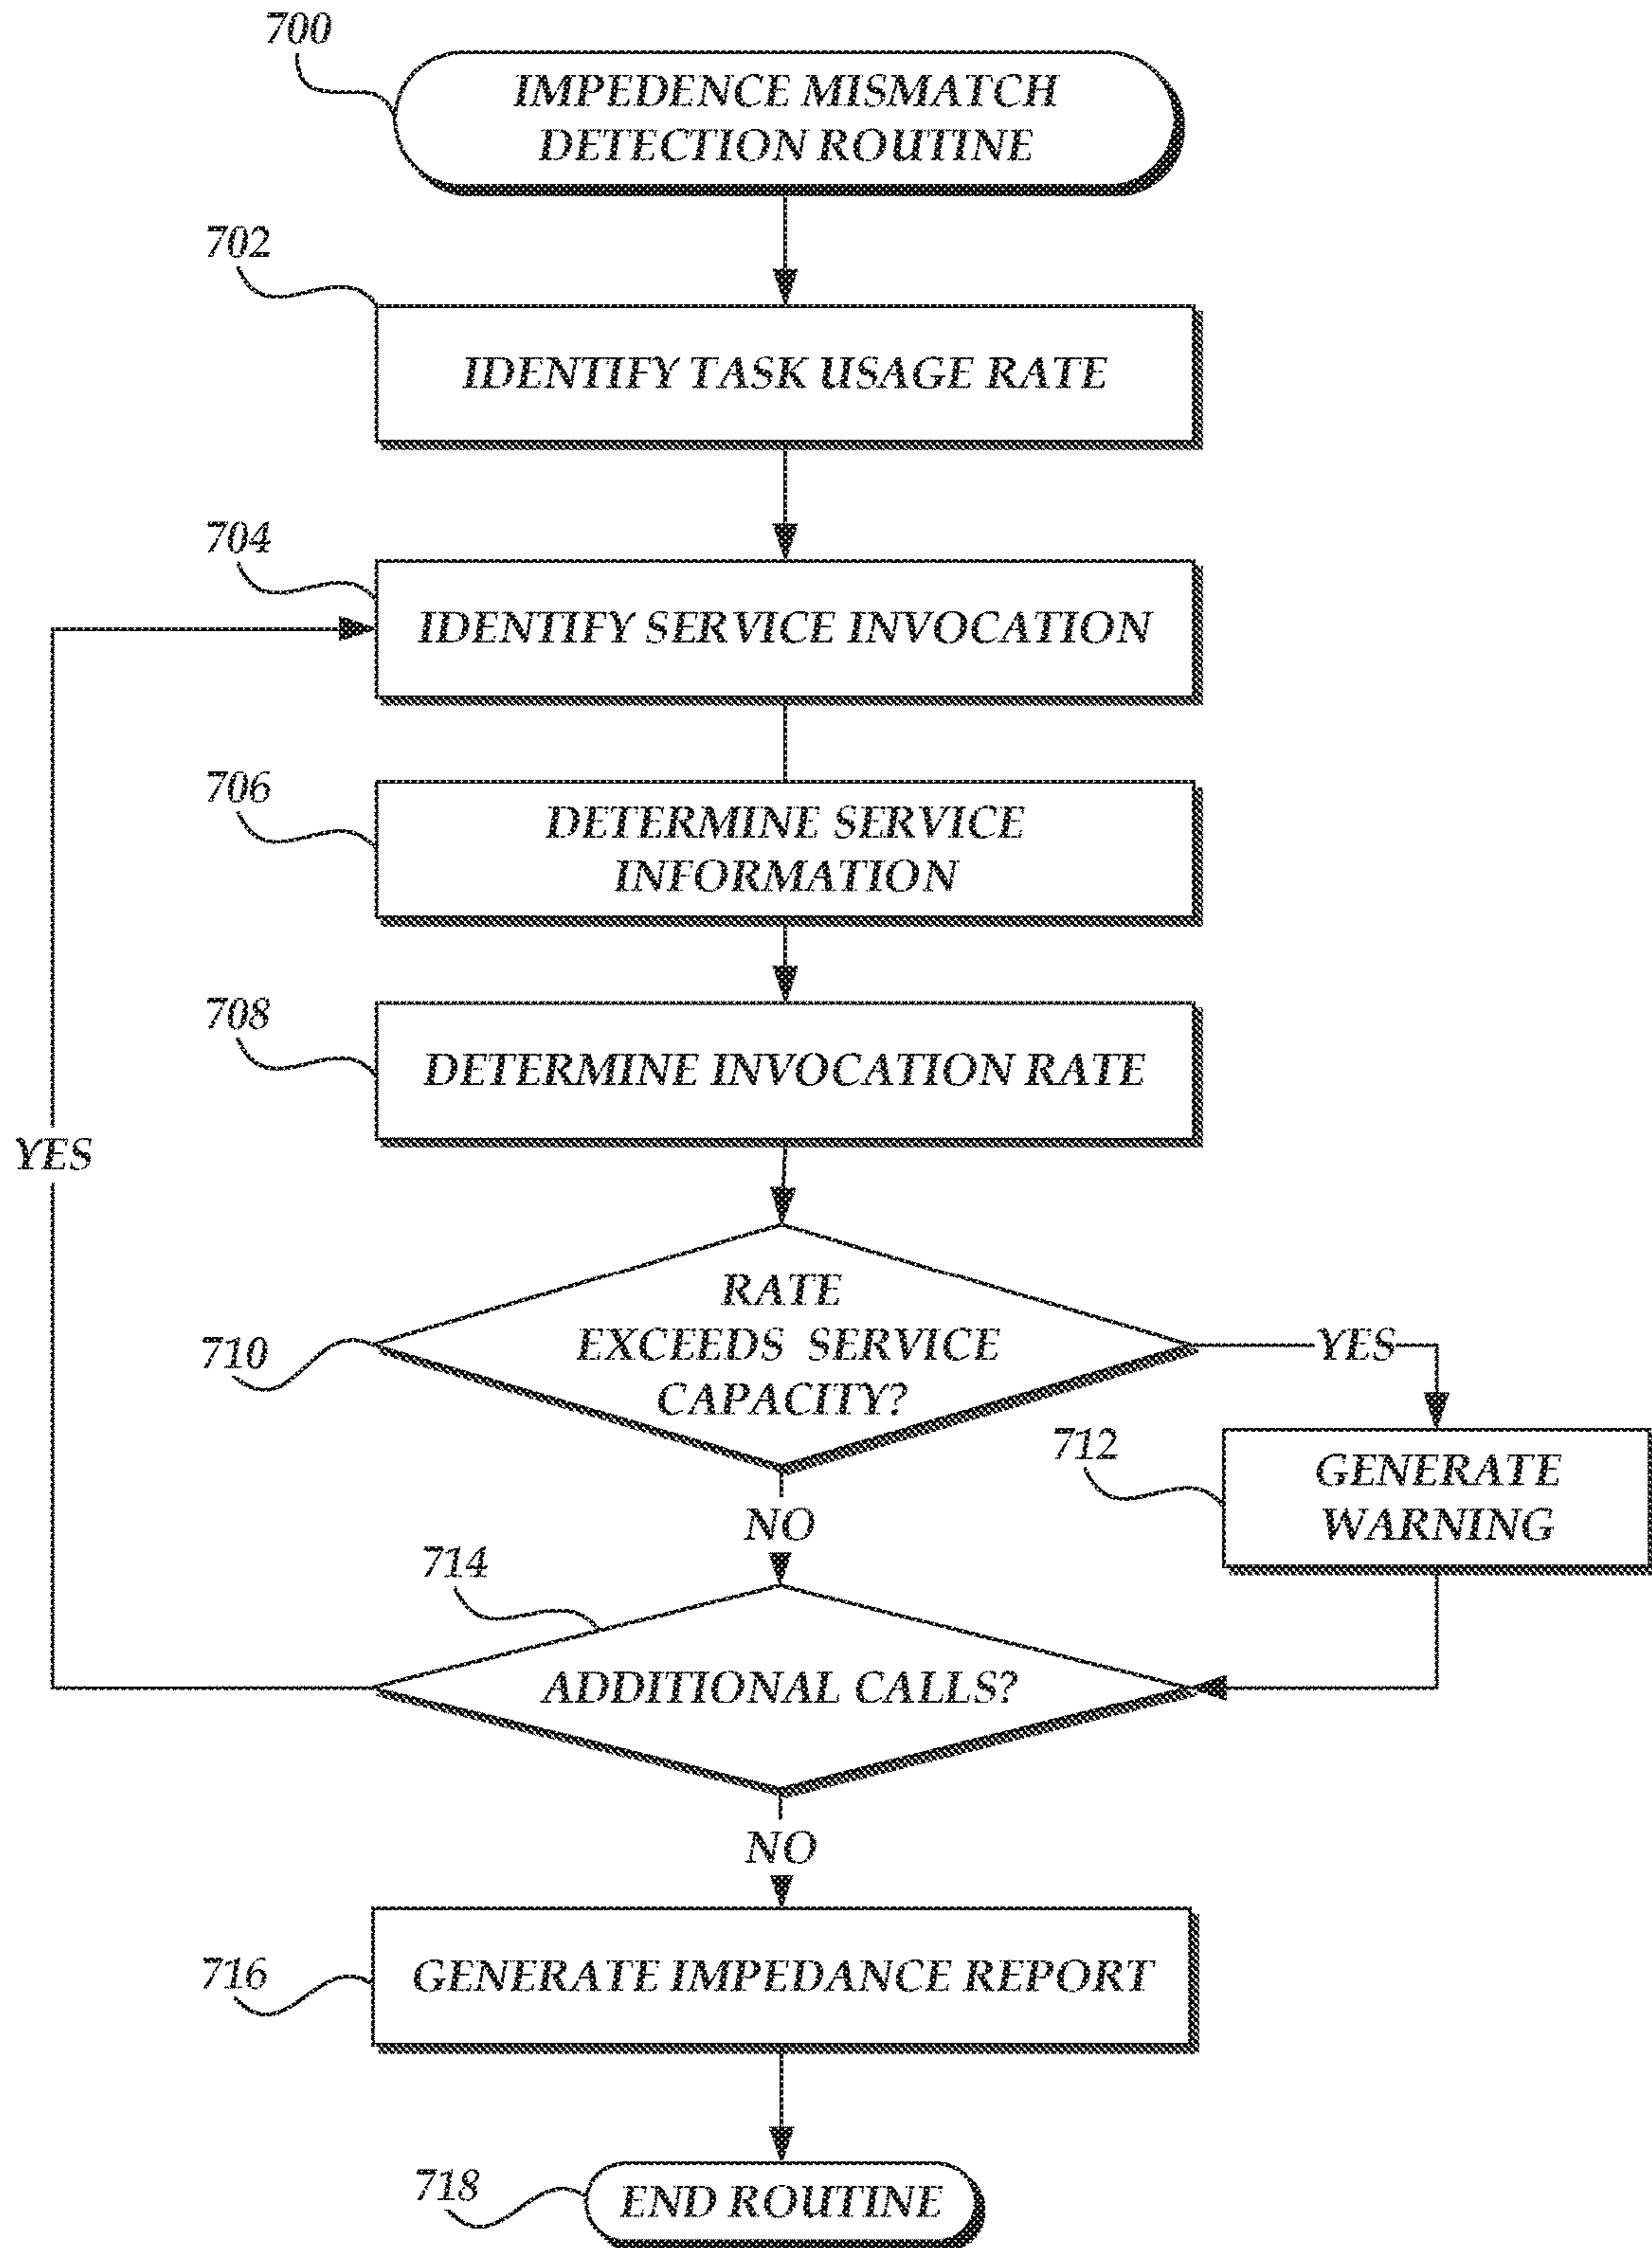 700
IMPEDENCE MISMATCH
DETECTION ROUTINE
702
IDENTIFY TASK USAGE RATE
704
IDENTIFY SERVICE INVOCATION
706
DETERMINE SERVICE
INFORMATION
708
DETERMINE INVOCATION RATE
YES
710
RATE
EXCEEDS SERVICE
CAPACITY?
YES
712
GENERATE
WARNING
NO
714
ADDITIONAL CALLS?
NO
716
GENERATE IMPEDANCE REPORT
718
END ROUTINE